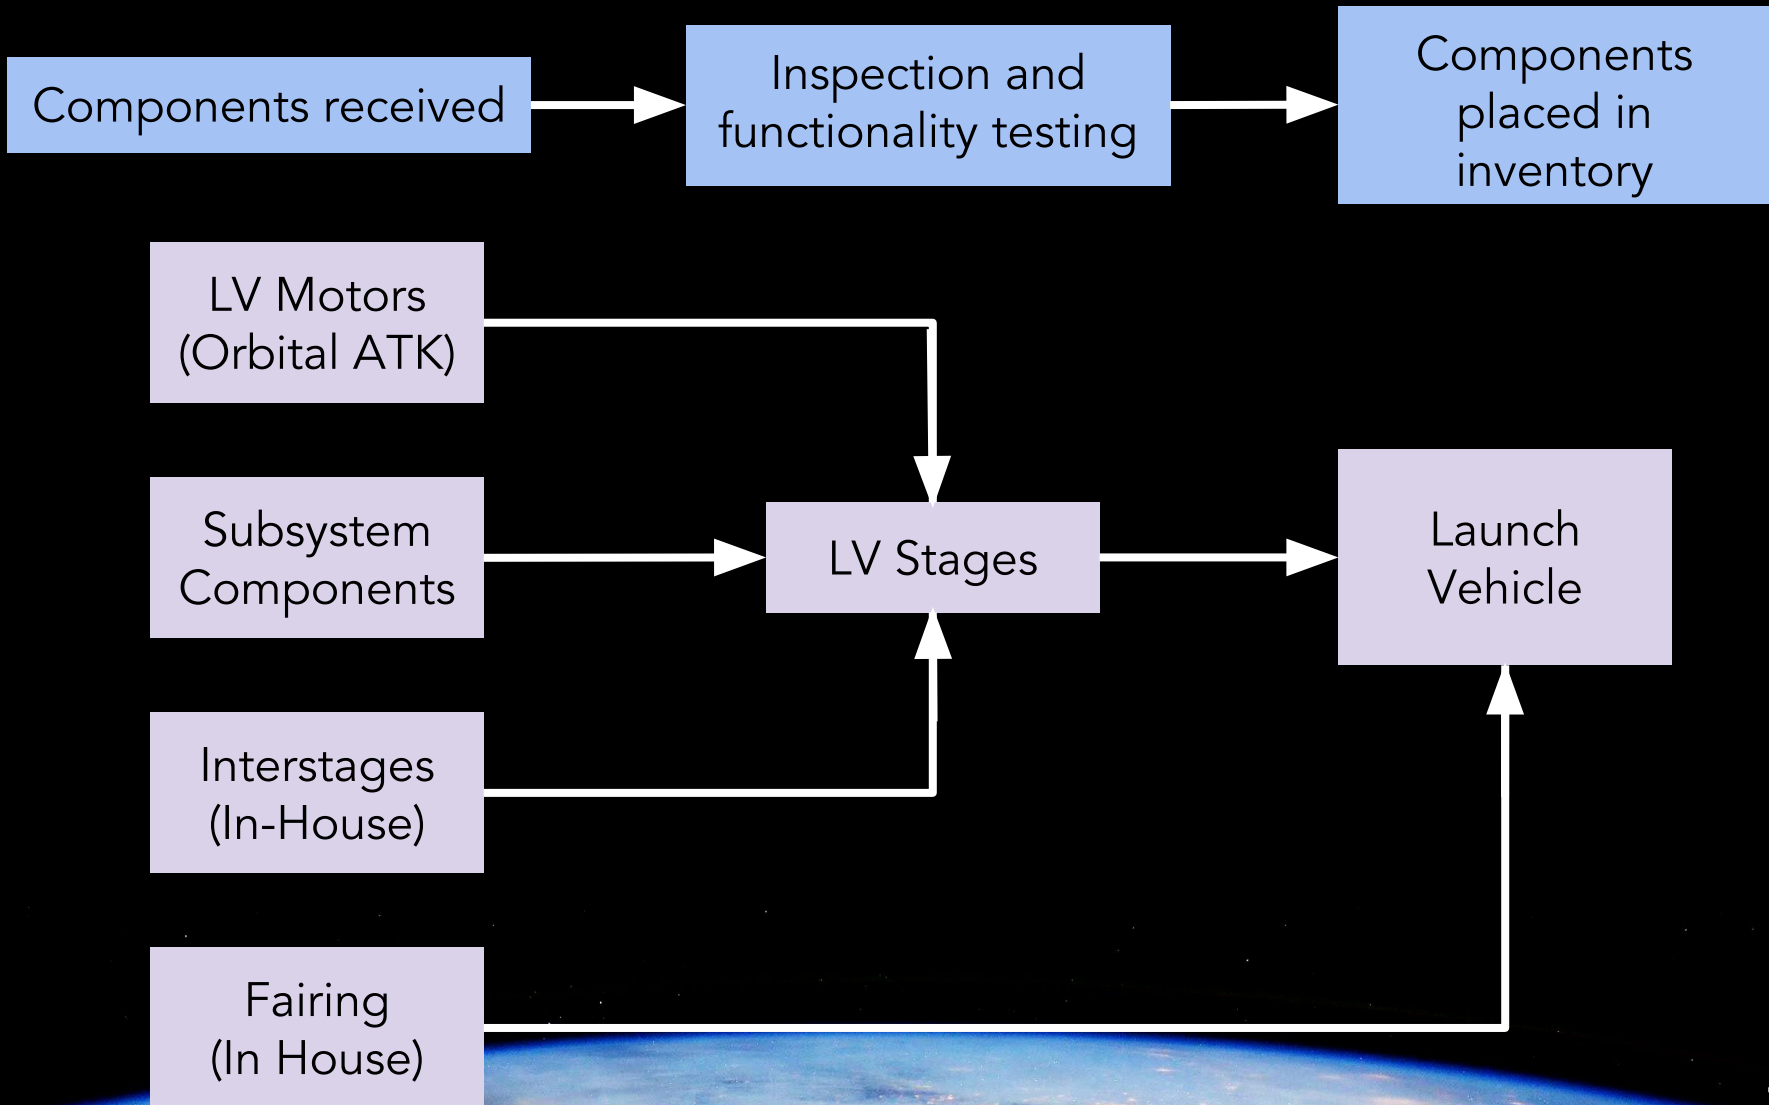 Components received
Inspection and
functionality testing
Components
placed in
inventory
LV Motors
(Orbital ATK)
Subsystem
Components
LV Stages
Launch
Vehicle
Interstages
(In-House)
Fairing
(In House)